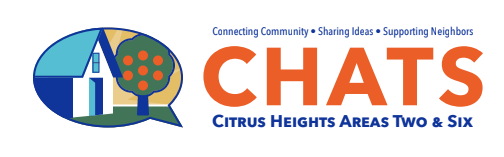 Connecting Community • Sharing Ideas • Supporting Neighbors
CHATS
Citrus Heights Areas Two & Six